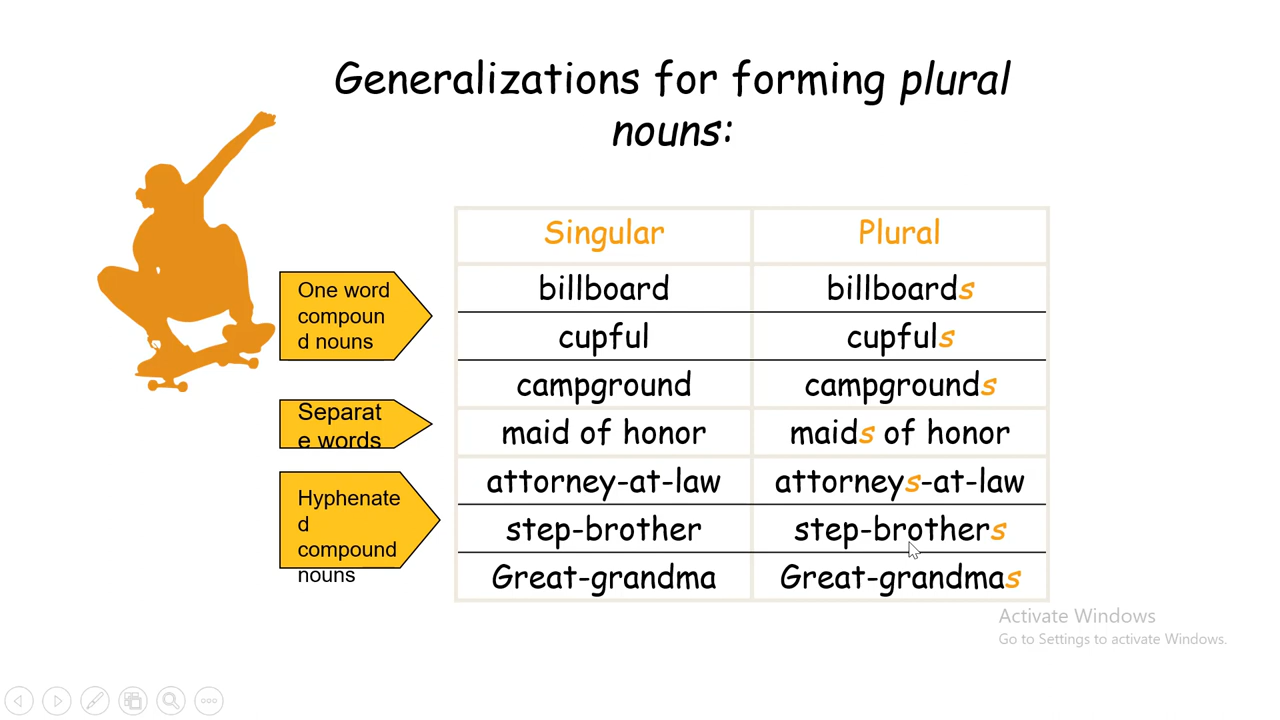 Generalizations for forming plural
nouns:
Singular Plural
One word
compoun
d nouns
billboard billboards
cupful cupfuls
campground campgrounds
Separat
e words
maid of honor maids of honor
Hyphenate
d
compound
nouns
attorney-at-law attorneys-at-law
step-brother step-brothers
Great-grandma Great-grandmas
Activate Windows
Go to Settings to activate Windows.